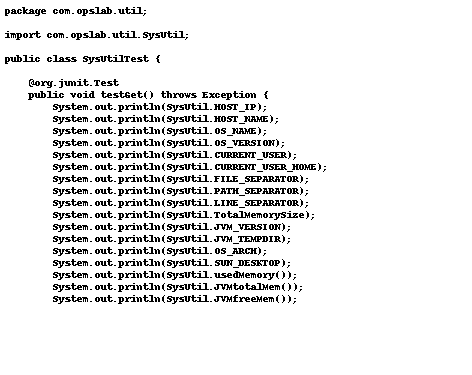 package com.opslab.util;
import com.opslab.util.SysUtil;
public class SysUtilTest {
@org.junit.Test
public void testGet() throws Exception {
System.out.println(SysUtil.HOST_IP);
System.out.println(SysUtil.HOST_NAME);
System.out.println(SysUtil.OS_NAME);
System.out.println(SysUtil.OS_VERSION);
System.out.println(SysUtil.CURRENT_USER);
System.out.println(SysUtil.CURRENT_USER_HOME);
System.out.println(SysUtil.FILE_SEPARATOR);
System.out.println(SysUtil.PATH_SEPARATOR);
System.out.println(SysUtil.LINE_SEPARATOR);
System.out.println(SysUtil.TotalMemorySize);
System.out.println(SysUtil.JVM_VERSION);
System.out.println(SysUtil.JVM_TEMPDIR);
System.out.println(SysUtil.OS_ARCH);
System.out.println(SysUtil.SUN_DESKTOP);
System.out.println(SysUtil.usedMemory());
System.out.println(SysUtil.JVMtotalMem());
System.out.println(SysUtil.JVMfreeMem());